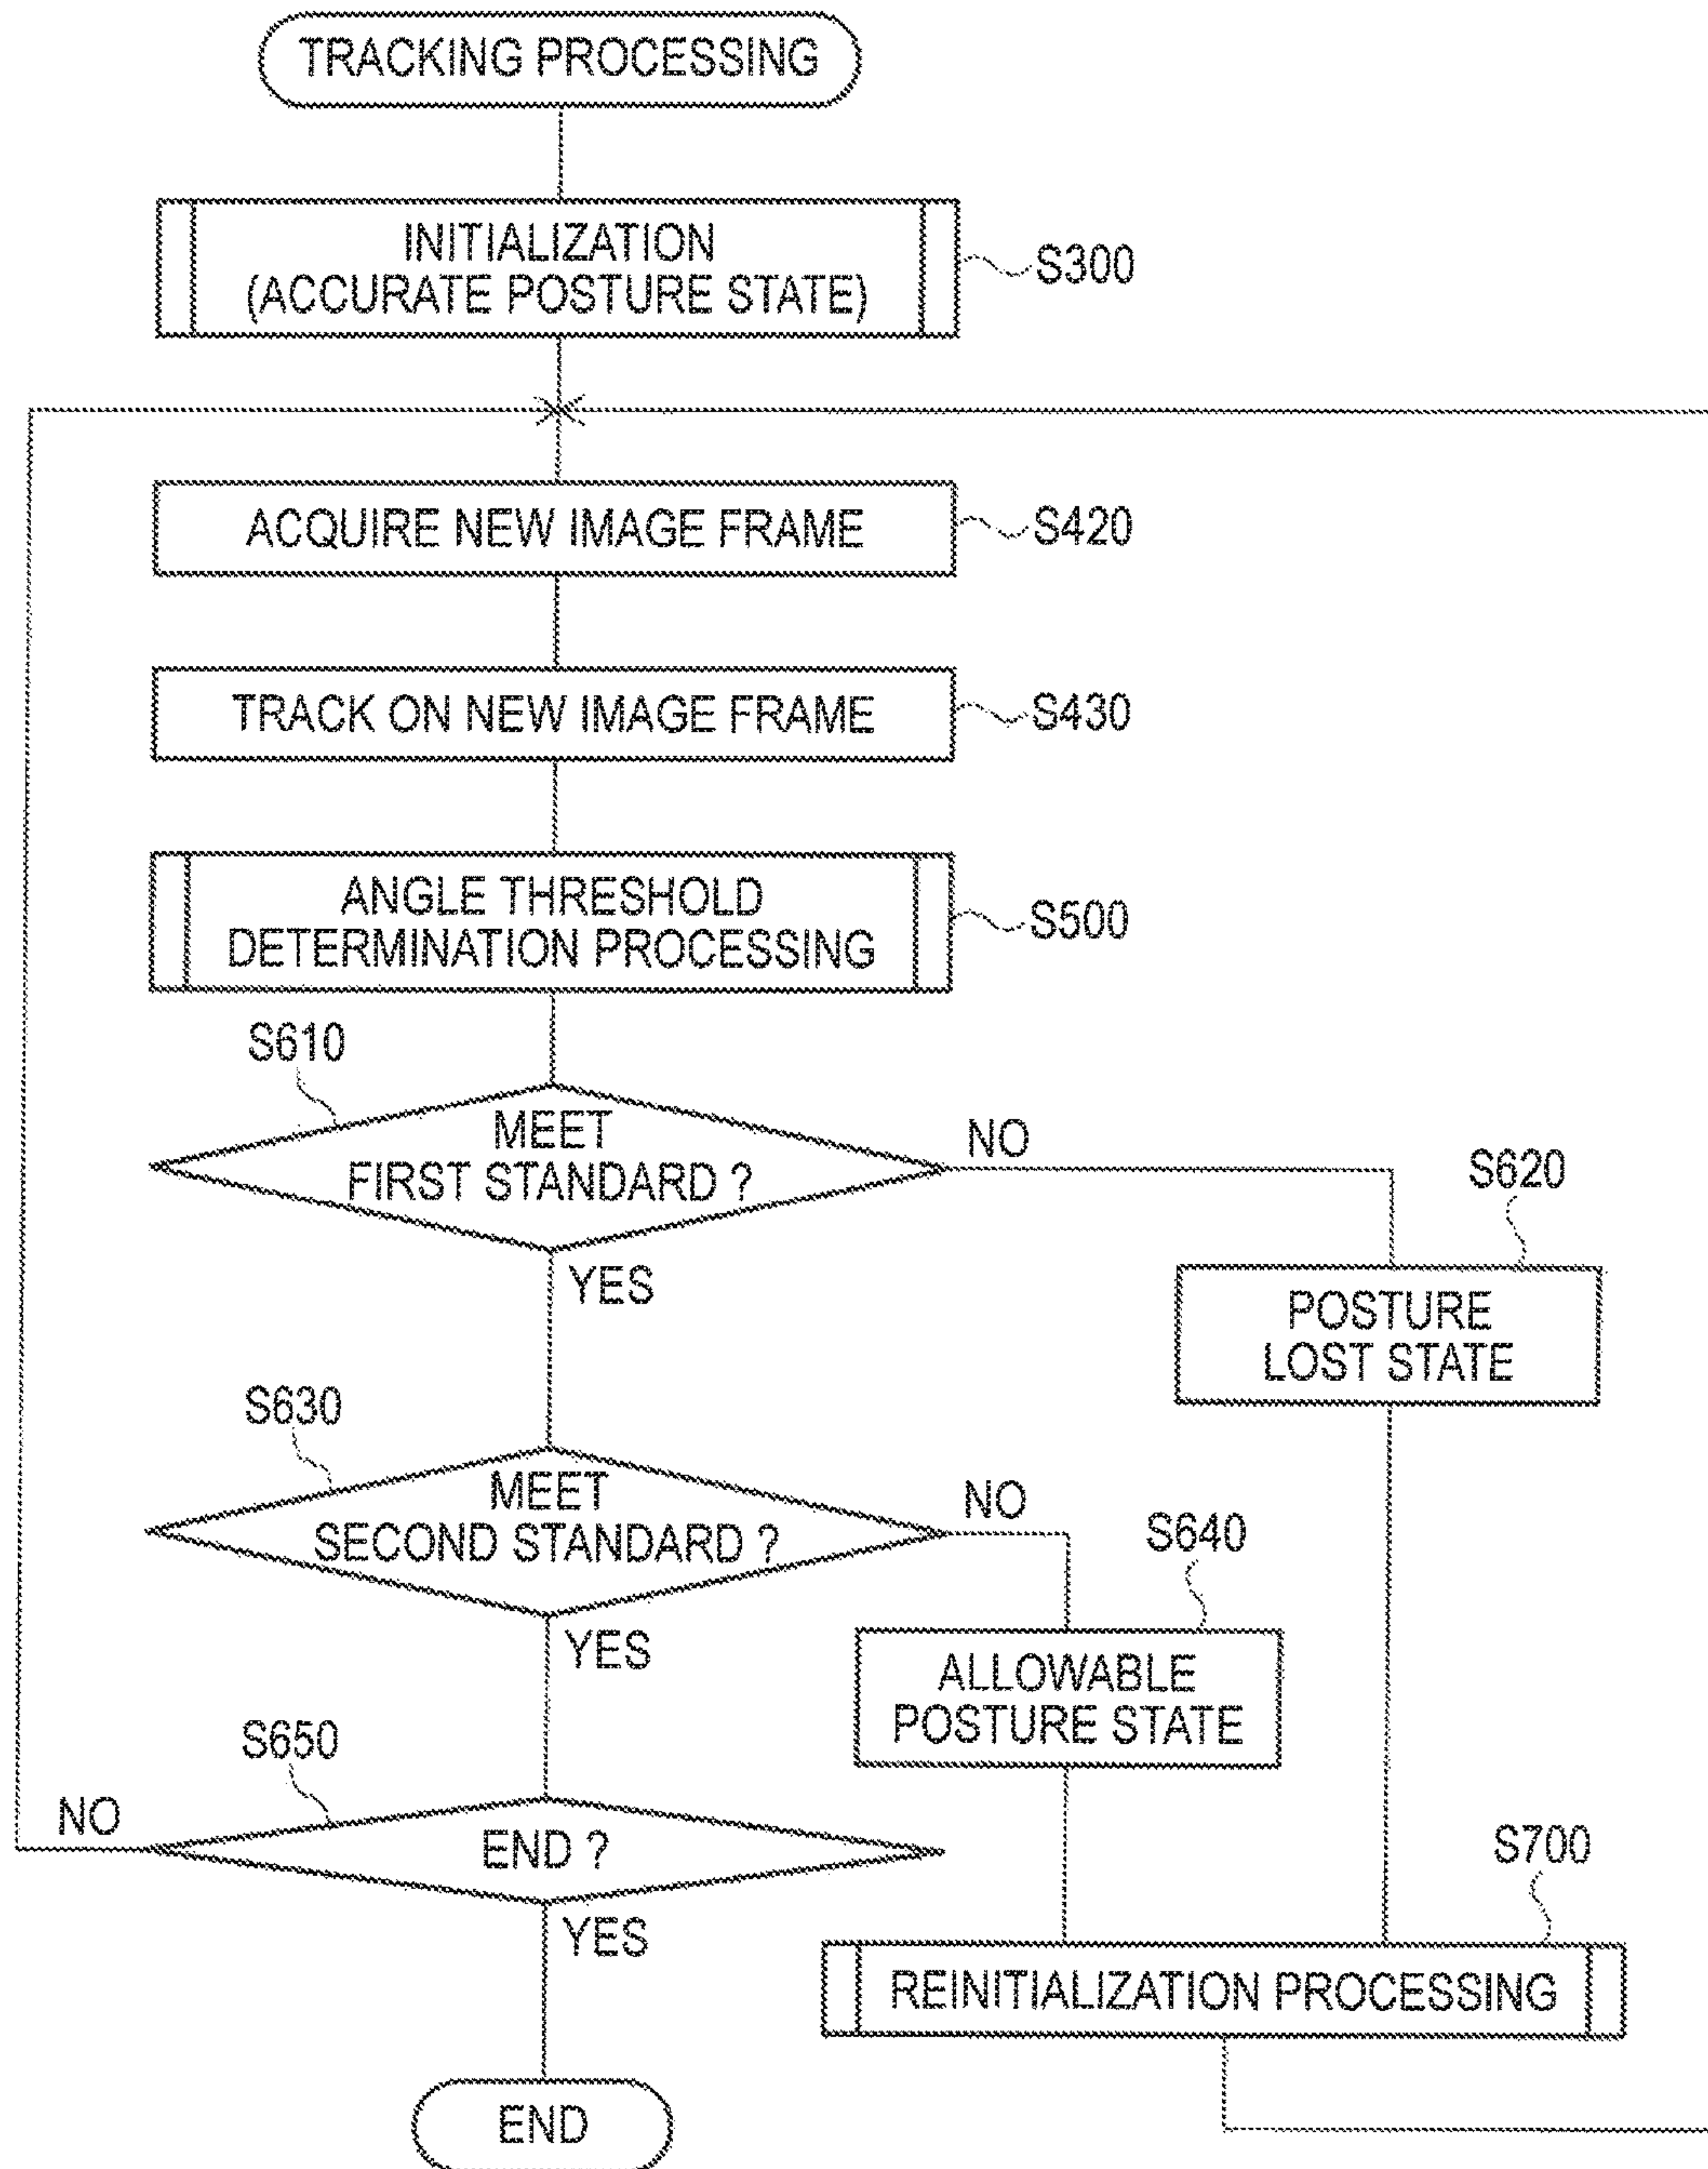 TRACKING PROCESSING
INITIALIZATION
(ACCURATE POSTURE STATE)
S300
ACQUIRE NEW IMAGE FRAME
S420
TRACK ON NEW IMAGE FRAME
S430
ANGLE THRESHOLD
DETERMINATION PROCESSING
S500
S610
MEET
FIRST STANDARD ?
NO
YES
S620
POSTURE
LOST STATE
S630
MEET
SECOND STANDARD ?
NO
YES
S640
ALLOWABLE
POSTURE STATE
S650
END ?
NO
YES
S700
REINITIALIZATION PROCESSING
END